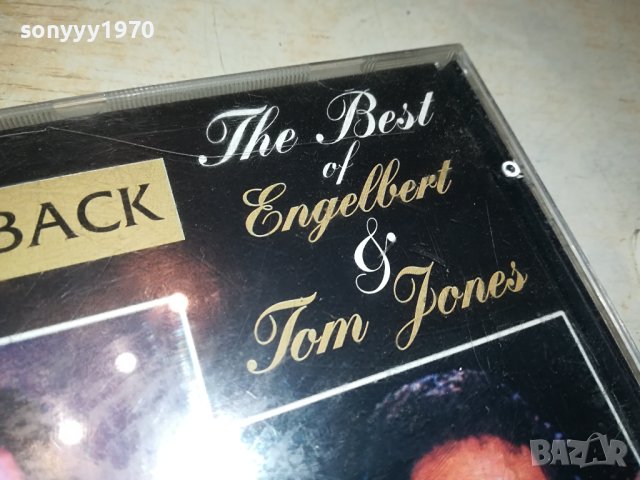 sonyyy1970
The Best
of
Engelbert
&
Tom Jones
BACK
BAZAR